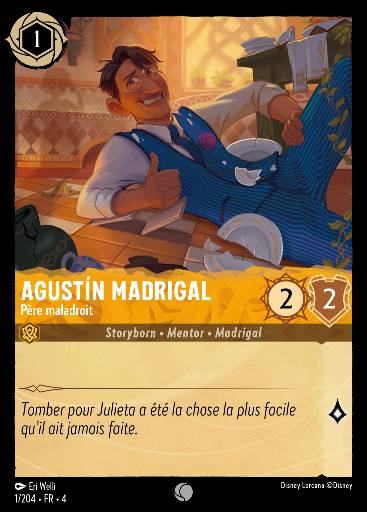 1
AGUSTÍN MADRIGAL
Père maladroit
2
2
Storyborn • Mentor • Madrigal
Tomber pour Julieta a été la chose la plus facile
qu'il ait jamais faite.
Eri Welli
1/204 • FR • 4
Disney Lorcana ©Disney